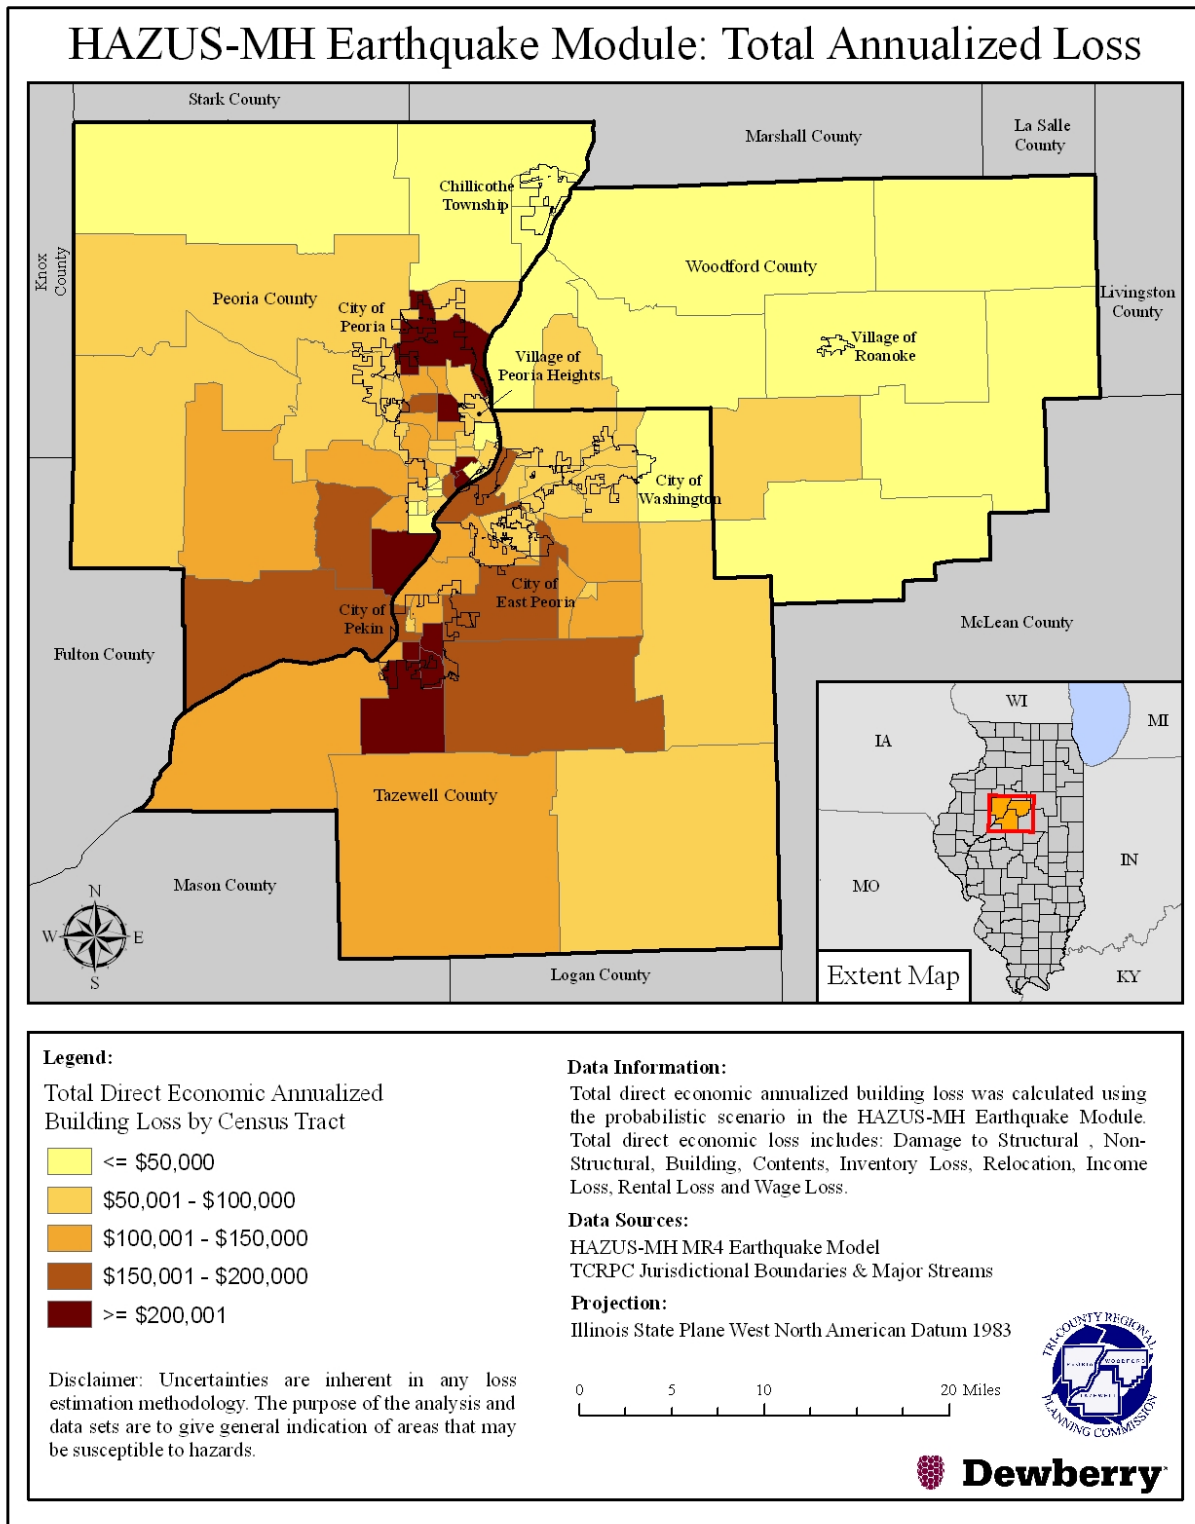 HAZUS-MH Earthquake Module: Total Annualized Loss
Stark County
Marshall County
La Salle
County
Knox
County
Chillicothe
Township
Woodford County
Livingston
County
Peoria County
City of
Peoria
Village of
Peoria Heights
Village of
Roanoke
City of
Washington
City of
East Peoria
City of
Pekin
McLean County
Fulton County
Tazewell County
Mason County
Logan County
N
W
E
S
WI
MI
IA
IN
MO
KY
Extent Map
Legend:
Total Direct Economic Annualized
Building Loss by Census Tract
<= $50,000
$50,001 - $100,000
$100,001 - $150,000
$150,001 - $200,000
>= $200,001
Disclaimer: Uncertainties are inherent in any loss
estimation methodology. The purpose of the analysis and
data sets are to give general indication of areas that may
be susceptible to hazards.
Data Information:
Total direct economic annualized building loss was calculated using
the probabilistic scenario in the HAZUS-MH Earthquake Module.
Total direct economic loss includes: Damage to Structural , Non-
Structural, Building, Contents, Inventory Loss, Relocation, Income
Loss, Rental Loss and Wage Loss.
Data Sources:
HAZUS-MH MR4 Earthquake Model
TCRPC Jurisdictional Boundaries & Major Streams
Projection:
Illinois State Plane West North American Datum 1983
0 5 10 20 Miles
TRI-COUNTY REGIONAL
PEORIA WOODFORD
TAZEWELL
PLANNING COMMISSION
Dewberry